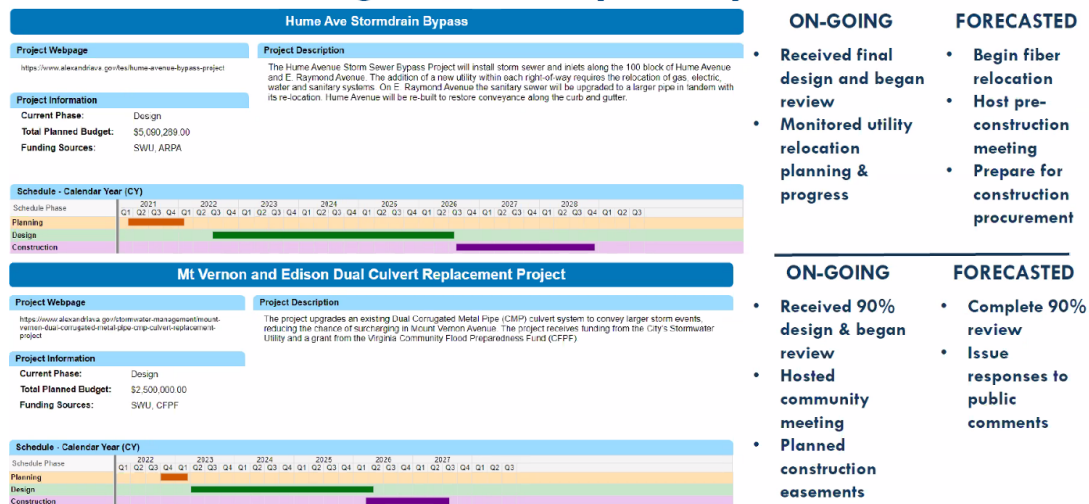 Hume Ave Stormdrain Bypass
Project Webpage
https://www.alexandriava.gov/tes/hume-avenue-bypass-project
Project Description
The Hume Avenue Storm Sewer Bypass Project will install storm sewer and inlets along the 100 block of Hume Avenue
and E. Raymond Avenue. The addition of a new utility within each right-of-way requires the relocation of gas, electric,
water and sanitary systems. On E. Raymond Avenue the sanitary sewer will be upgraded to a larger pipe in tandem with
its re-location. Hume Avenue will be re-built to restore conveyance along the curb and gutter.
Project Information
Current Phase: Design
Total Planned Budget: $5,090,289.00
Funding Sources: SWU, ARPA
Schedule - Calendar Year (CY)
Schedule Phase
2021 2022 2023 2024 2025 2026 2027 2028
Q1 Q2 Q3 Q4 Q1 Q2 Q3 Q4 Q1 Q2 Q3 Q4 Q1 Q2 Q3 Q4 Q1 Q2 Q3 Q4 Q1 Q2 Q3 Q4 Q1 Q2 Q3 Q4 Q1 Q2 Q3 Q4 Q1 Q2 Q3
Planning
Design
Construction
ON-GOING
• Received final
design and began
review
• Monitored utility
relocation
planning &
progress
FORECASTED
• Begin fiber
relocation
• Host pre-
construction
meeting
• Prepare for
construction
procurement
Mt Vernon and Edison Dual Culvert Replacement Project
Project Webpage
https://www.alexandriava.gov/stormwater-management/mount-
vernon-dual-corrugated-metal-pipe-cmp-culvert-replacement-
project
Project Description
The project upgrades an existing Dual Corrugated Metal Pipe (CMP) culvert system to convey larger storm events,
reducing the chance of surcharging in Mount Vernon Avenue. The project receives funding from the City's Stormwater
Utility and a grant from the Virginia Community Flood Preparedness Fund (CFPF)
Project Information
Current Phase: Design
Total Planned Budget: $2,500,000.00
Funding Sources: SWU, CFPF
Schedule - Calendar Year (CY)
Schedule Phase
2022 2023 2024 2025 2026 2027
Q1 Q2 Q3 Q4 Q1 Q2 Q3 Q4 Q1 Q2 Q3 Q4 Q1 Q2 Q3 Q4 Q1 Q2 Q3 Q4 Q1 Q2 Q3 Q4 Q1 Q2 Q3
Planning
Design
Construction
ON-GOING
• Received 90%
design & began
review
• Hosted
community
meeting
• Planned
construction
easements
FORECASTED
• Complete 90%
review
• Issue
responses to
public
comments